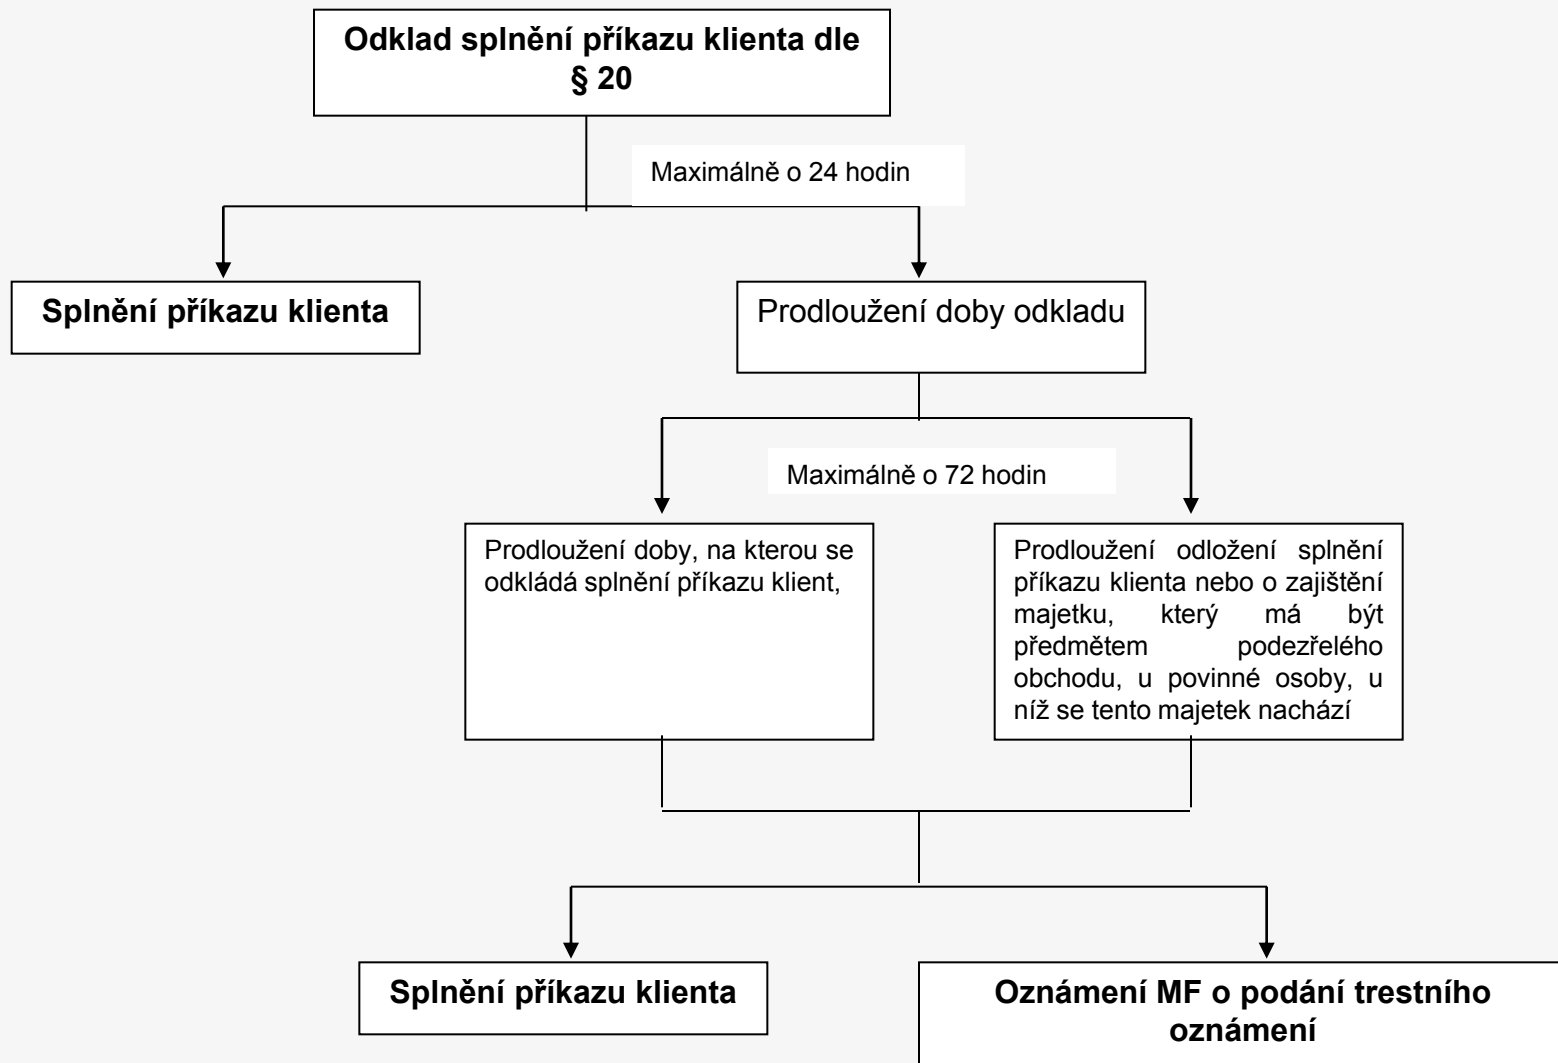 Odklad splnění příkazu klienta dle
§ 20
Maximálně o 24 hodin
Splnění příkazu klienta
Prodloužení doby odkladu
Maximálně o 72 hodin
Prodloužení doby, na kterou se
odkládá splnění příkazu klient,
Prodloužení odložení splnění
příkazu klienta nebo o zajištění
majetku, který má být
předmětem podezřelého
obchodu, u povinné osoby, u
níž se tento majetek nachází
Splnění příkazu klienta
Oznámení MF o podání trestního
oznámení